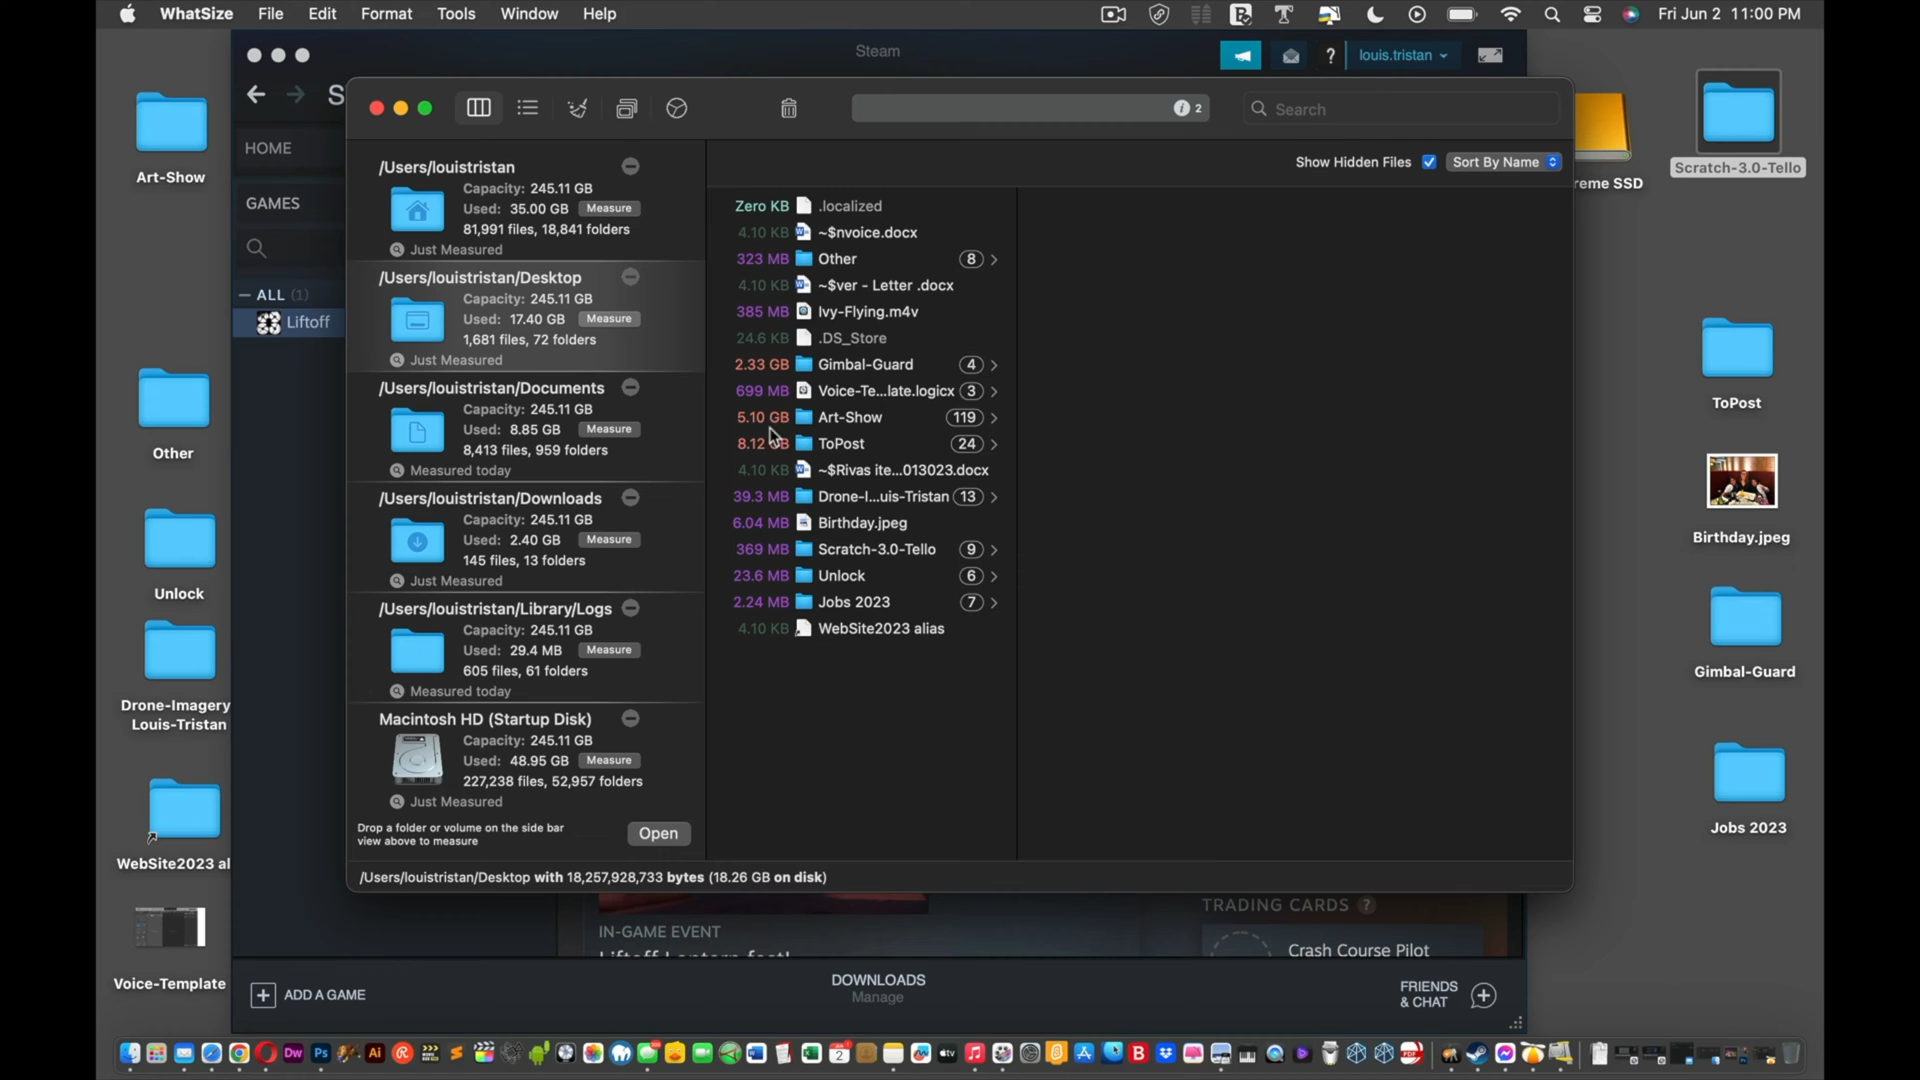 WhatSize File Edit Format Tools Window Help
Fri Jun 2 11:00 PM
Steam
louis.tristan
?
S
HOME
GAMES
ALL (1)
Liftoff
2
Search
Show Hidden Files
Sort By Name
/Users/louistristan
Capacity: 245.11 GB
Used: 35.00 GB Measure
81,991 files, 18,841 folders
Just Measured
/Users/louistristan/Desktop
Capacity: 245.11 GB
Used: 17.40 GB Measure
1,681 files, 72 folders
Just Measured
/Users/louistristan/Documents
Capacity: 245.11 GB
Used: 8.85 GB Measure
8,413 files, 959 folders
Measured today
/Users/louistristan/Downloads
Capacity: 245.11 GB
Used: 2.40 GB Measure
145 files, 13 folders
Just Measured
/Users/louistristan/Library/Logs
Capacity: 245.11 GB
Used: 29.4 MB Measure
605 files, 61 folders
Measured today
Macintosh HD (Startup Disk)
Capacity: 245.11 GB
Used: 48.95 GB Measure
227,238 files, 52,957 folders
Just Measured
Drop a folder or volume on the side bar
view above to measure
Open
Zero KB .localized
4.10 KB ~$nvoice.docx
323 MB Other 8
4.10 KB ~$ver - Letter .docx
385 MB Ivy-Flying.m4v
24.6 KB .DS_Store
2.33 GB Gimbal-Guard 4
699 MB Voice-Te...late.logicx 3
5.10 GB Art-Show 119
8.12 GB ToPost 24
4.10 KB ~$Rivas ite...013023.docx
39.3 MB Drone-I...uis-Tristan 13
6.04 MB Birthday.jpeg
369 MB Scratch-3.0-Tello 9
23.6 MB Unlock 6
2.24 MB Jobs 2023 7
4.10 KB WebSite2023 alias
/Users/louistristan/Desktop with 18,257,928,733 bytes (18.26 GB on disk)
IN-GAME EVENT
Liftoff Lantern fest!
TRADING CARDS ?
Crash Course Pilot
ADD A GAME
DOWNLOADS
Manage
FRIENDS
& CHAT
Art-Show
Other
Unlock
Drone-Imagery
Louis-Tristan
WebSite2023 al
Voice-Template
reme SSD
Scratch-3.0-Tello
ToPost
Birthday.jpeg
Gimbal-Guard
Jobs 2023
Dw
Ps
Ai
2
B